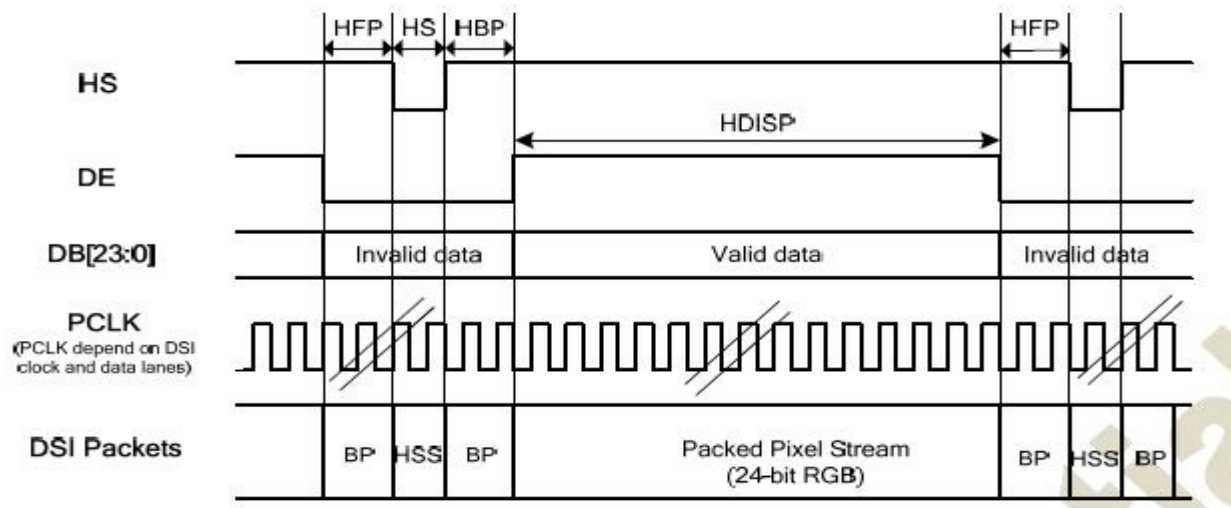 HFP HS HBP HFP
HS
HDISP
DE
DB[23:0] Invalid data Valid data Invalid data
PCLK
(PCLK depend on DSI
clock and data lanes)
DSI Packets BP HSS BP Packed Pixel Stream BP HSS BP
(24-bit RGB)